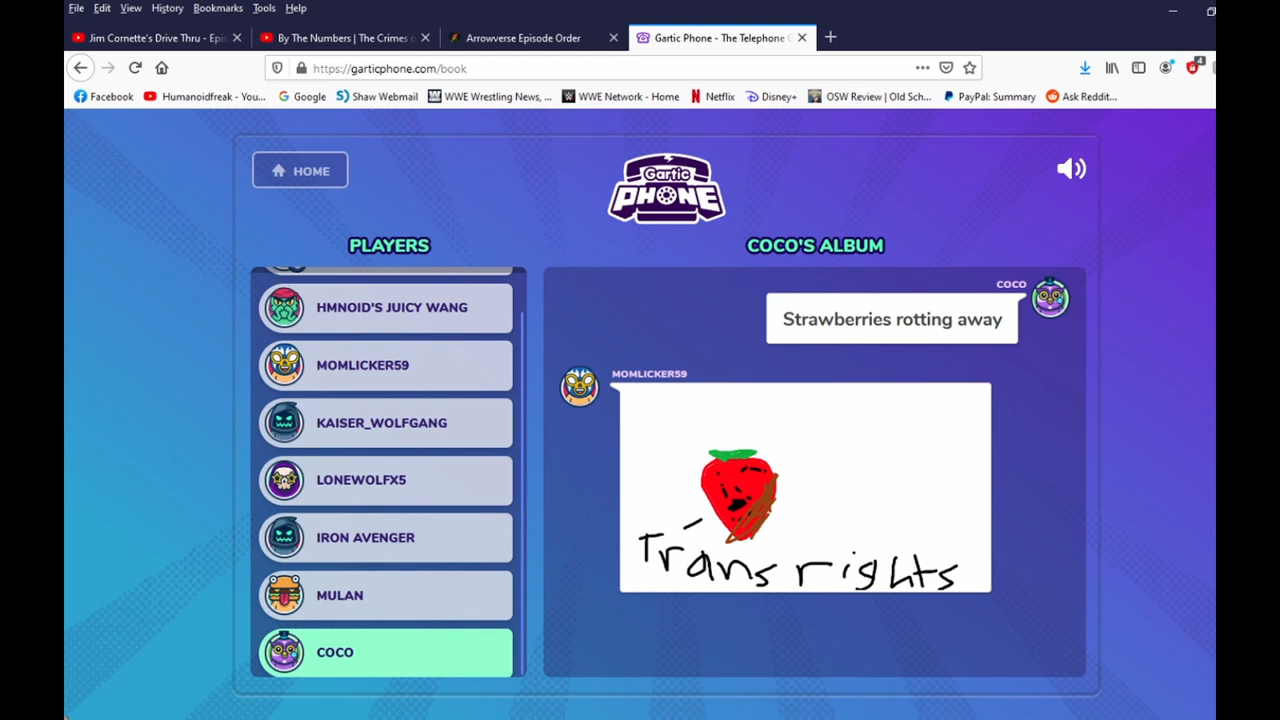 File Edit View History Bookmarks Tools Help
Jim Cornette's Drive Thru - Epi
By The Numbers | The Crimes o
Arrowverse Episode Order
Gartic Phone - The Telephone G
https://garticphone.com/book
4
Facebook
Humanoidfreak - You...
Google
Shaw Webmail
WWE Wrestling News, ...
WWE Network - Home
Netflix
Disney+
OSW Review | Old Sch...
PayPal: Summary
Ask Reddit...
HOME
Gartic
PHONE
PLAYERS
HMNOID'S JUICY WANG
MOMLICKER59
KAISER_WOLFGANG
LONEWOLFX5
IRON AVENGER
MULAN
COCO
COCO'S ALBUM
COCO
Strawberries rotting away
MOMLICKER59
Trans rights